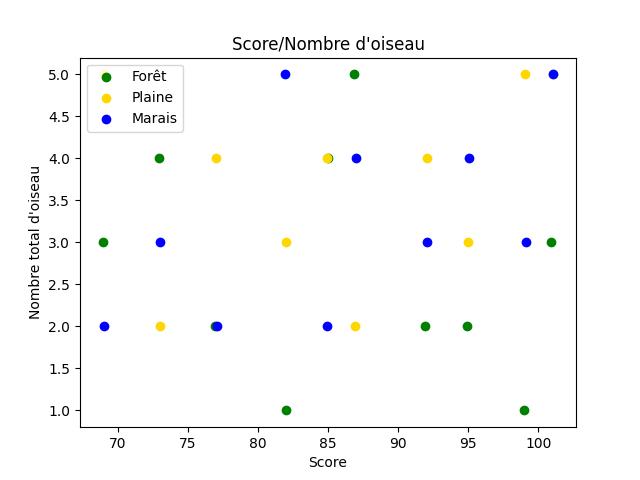 Score/Nombre d'oiseau
Forêt
Plaine
Marais
Nombre total d'oiseau
5.0
4.5
4.0
3.5
3.0
2.5
2.0
1.5
1.0
70 75 80 85 90 95 100
Score